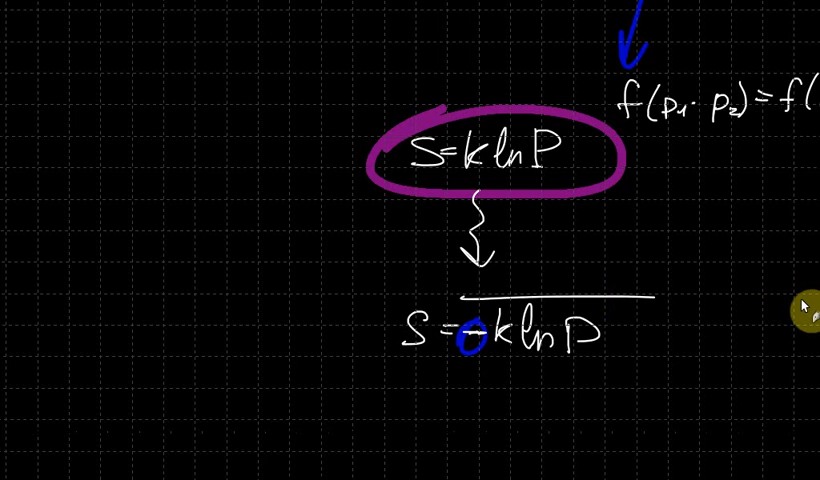 f(p₁·p₂)=f(
S=k ln P
S=-k ln p